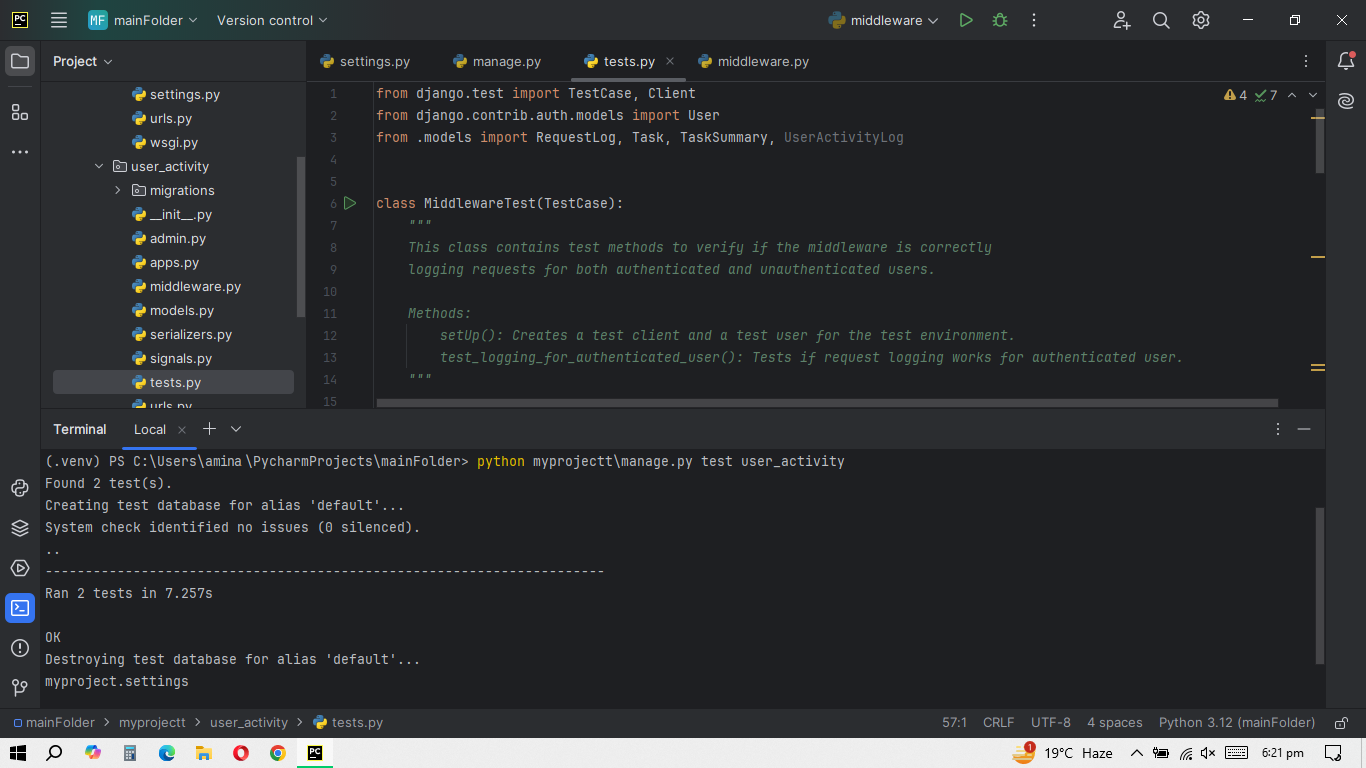 PC MF mainFolder Version control middleware
Project
settings.py manage.py tests.py middleware.py
settings.py
urls.py
wsgi.py
user_activity
migrations
__init__.py
admin.py
apps.py
middleware.py
models.py
serializers.py
signals.py
tests.py
urls.py
4 7
1 from django.test import TestCase, Client
2 from django.contrib.auth.models import User
3 from .models import RequestLog, Task, TaskSummary, UserActivityLog
4
5
6 class MiddlewareTest(TestCase):
7 """
8 This class contains test methods to verify if the middleware is correctly
9 logging requests for both authenticated and unauthenticated users.
10
11 Methods:
12 setUp(): Creates a test client and a test user for the test environment.
13 test_logging_for_authenticated_user(): Tests if request logging works for authenticated user.
14 """
15
Terminal Local
(.venv) PS C:\Users\amina\PycharmProjects\mainFolder> python myprojectt\manage.py test user_activity
Found 2 test(s).
Creating test database for alias 'default'...
System check identified no issues (0 silenced).
..
----------------------------------------------------------------------
Ran 2 tests in 7.257s
OK
Destroying test database for alias 'default'...
myproject.settings
mainFolder > myprojectt > user_activity > tests.py 57:1 CRLF UTF-8 4 spaces Python 3.12 (mainFolder)
PC 1 19°C Haze 6:21 pm